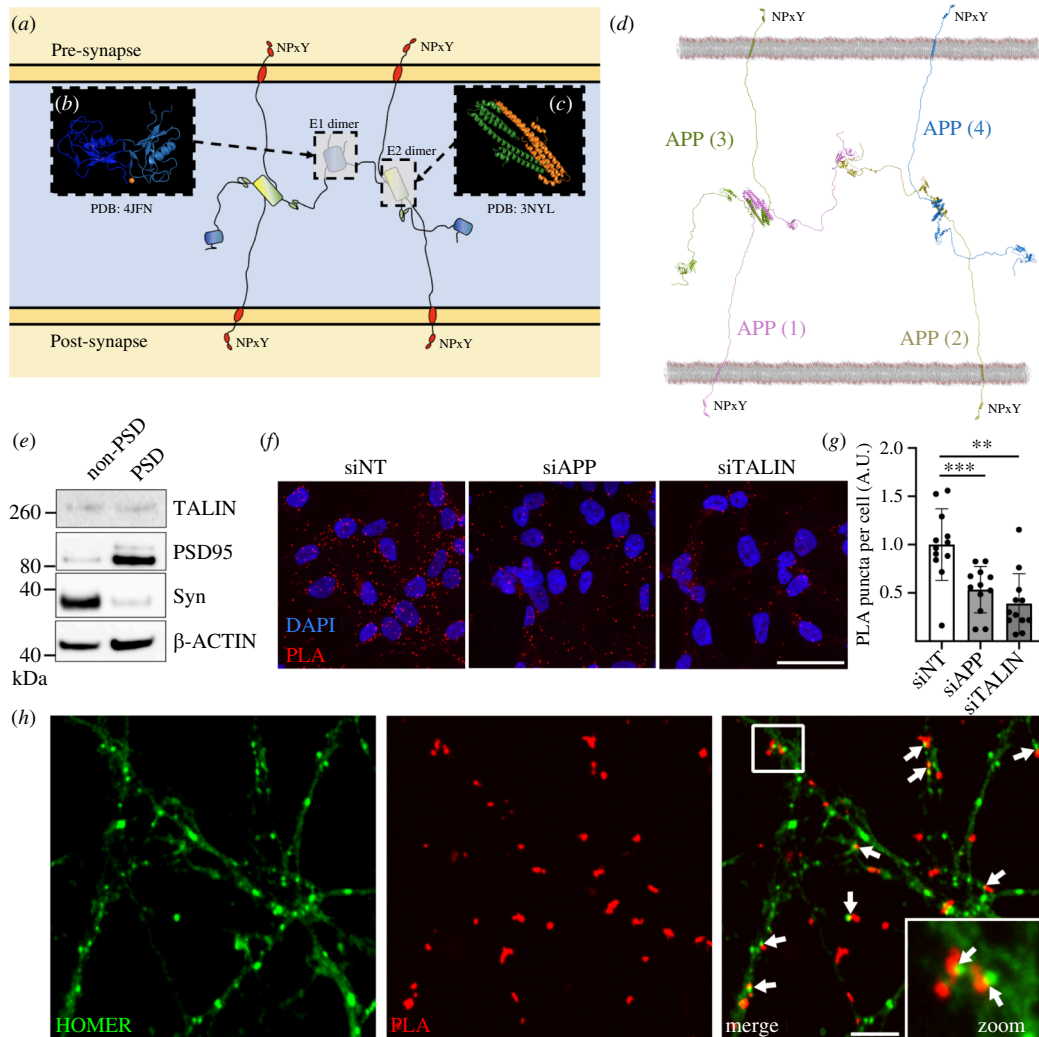 (a)
Pre-synapse
NPxY
NPxY
(b)
E1 dimer
(c)
E2 dimer
PDB: 4JFN
PDB: 3NYL
Post-synapse
NPxY
NPxY
(d)
NPxY
NPxY
APP (3)
APP (4)
APP (1)
APP (2)
NPxY
NPxY
(e)
non-PSD
PSD
260
TALIN
80
PSD95
40
Syn
40
β-ACTIN
kDa
(f)
siNT
siAPP
siTALIN
DAPI
PLA
(g)
PLA puncta per cell (A.U.)
2.0
1.5
1.0
0.5
**
***
siNT
siAPP
siTALIN
(h)
HOMER
PLA
merge
zoom